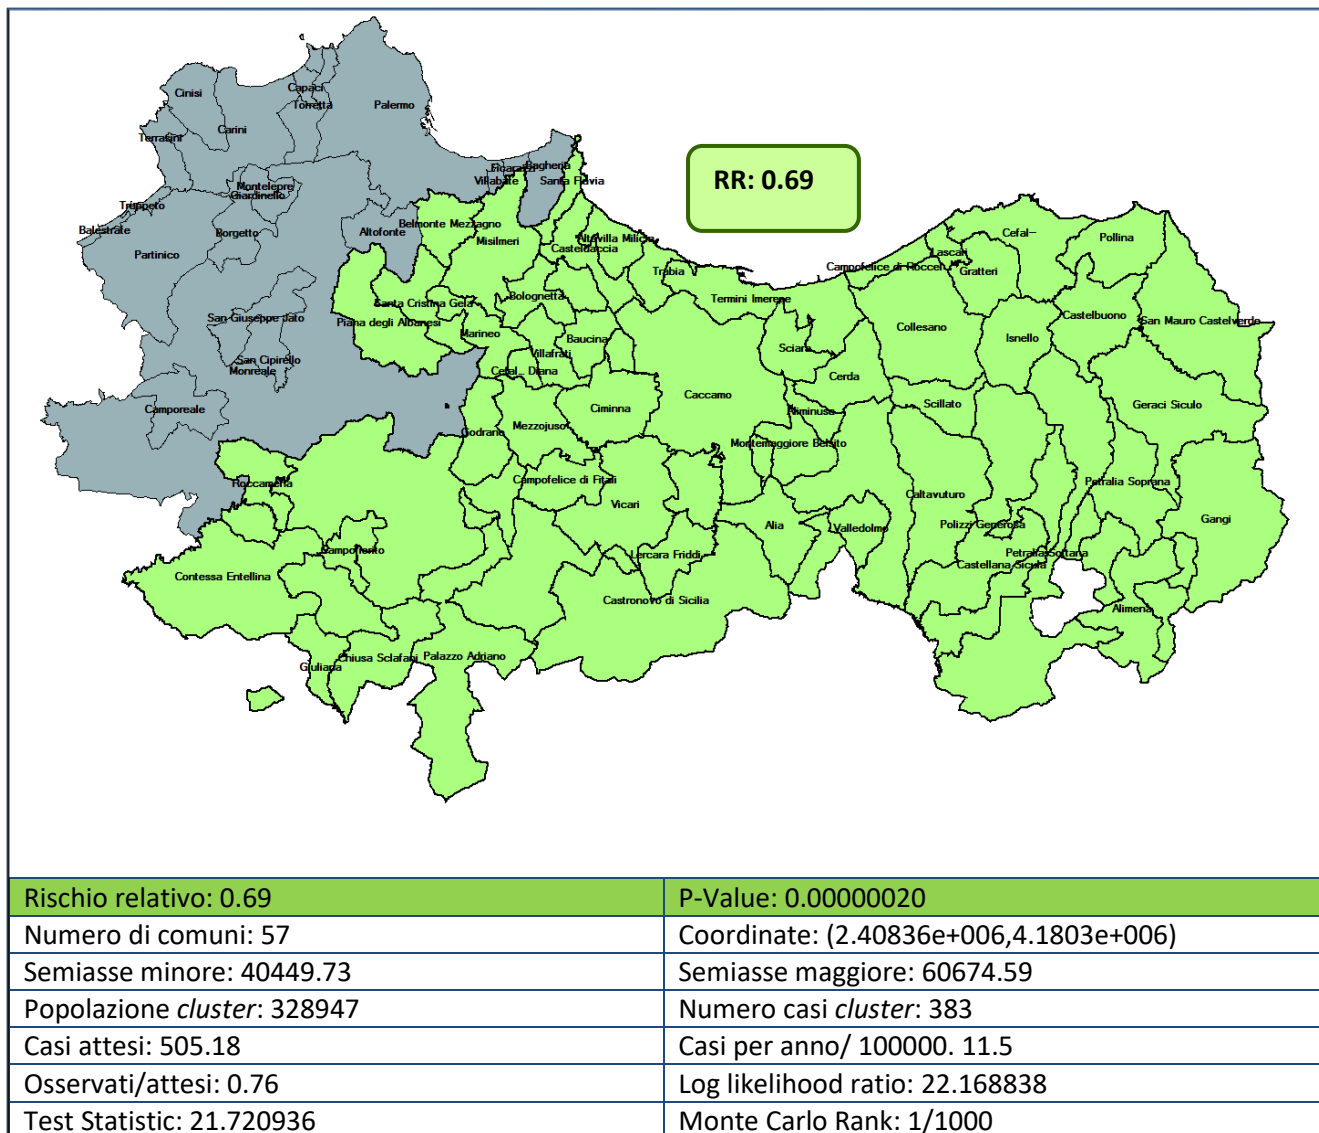 Cinisi
Capaci
Torretta
Palermo
Carini
Terrasini
Ficarazzi
Bagheria
Villabate
Santa Flavia
RR: 0.69
Montelepre
Giardinello
Trappeto
Balestrate
Borgetto
Altofonte
Belmonte Mezzagno
Misilmeri
Altavilla Milicia
Casteldaccia
Cefal–
Pollina
Lascari
Partinico
Trabia
Campofelice di Roccel
Gratteri
Santa Cristina Gela
Bolognetta
Termini Imerese
San Giuseppe Jato
Piana degli Albanesi
Marineo
Baucina
Collesano
Isnello
Castelbuono
San Mauro Castelverde
Villafrati
Sciara
San Cipirello
Monreale
Cefal_ Diana
Cerda
Caccamo
Scillato
Geraci Siculo
Camporeale
Ciminna
Aliminusa
Mezzojuso
Godrano
Montemaggiore Belsito
Roccamena
Campofelice di Fitali
Petralia Soprana
Caltavuturo
Vicari
Gangi
Alia
Valledolmo
Polizzi Generosa
Campofiorito
Lercara Friddi
Petralia Sottana
Castellana Sicula
Contessa Entellina
Castronovo di Sicilia
Alimena
Giuliana
Chiusa Sclafani
Palazzo Adriano
Rischio relativo: 0.69
P-Value: 0.00000020
Numero di comuni: 57
Coordinate: (2.40836e+006,4.1803e+006)
Semiasse minore: 40449.73
Semiasse maggiore: 60674.59
Popolazione cluster: 328947
Numero casi cluster: 383
Casi attesi: 505.18
Casi per anno/ 100000. 11.5
Osservati/attesi: 0.76
Log likelihood ratio: 22.168838
Test Statistic: 21.720936
Monte Carlo Rank: 1/1000